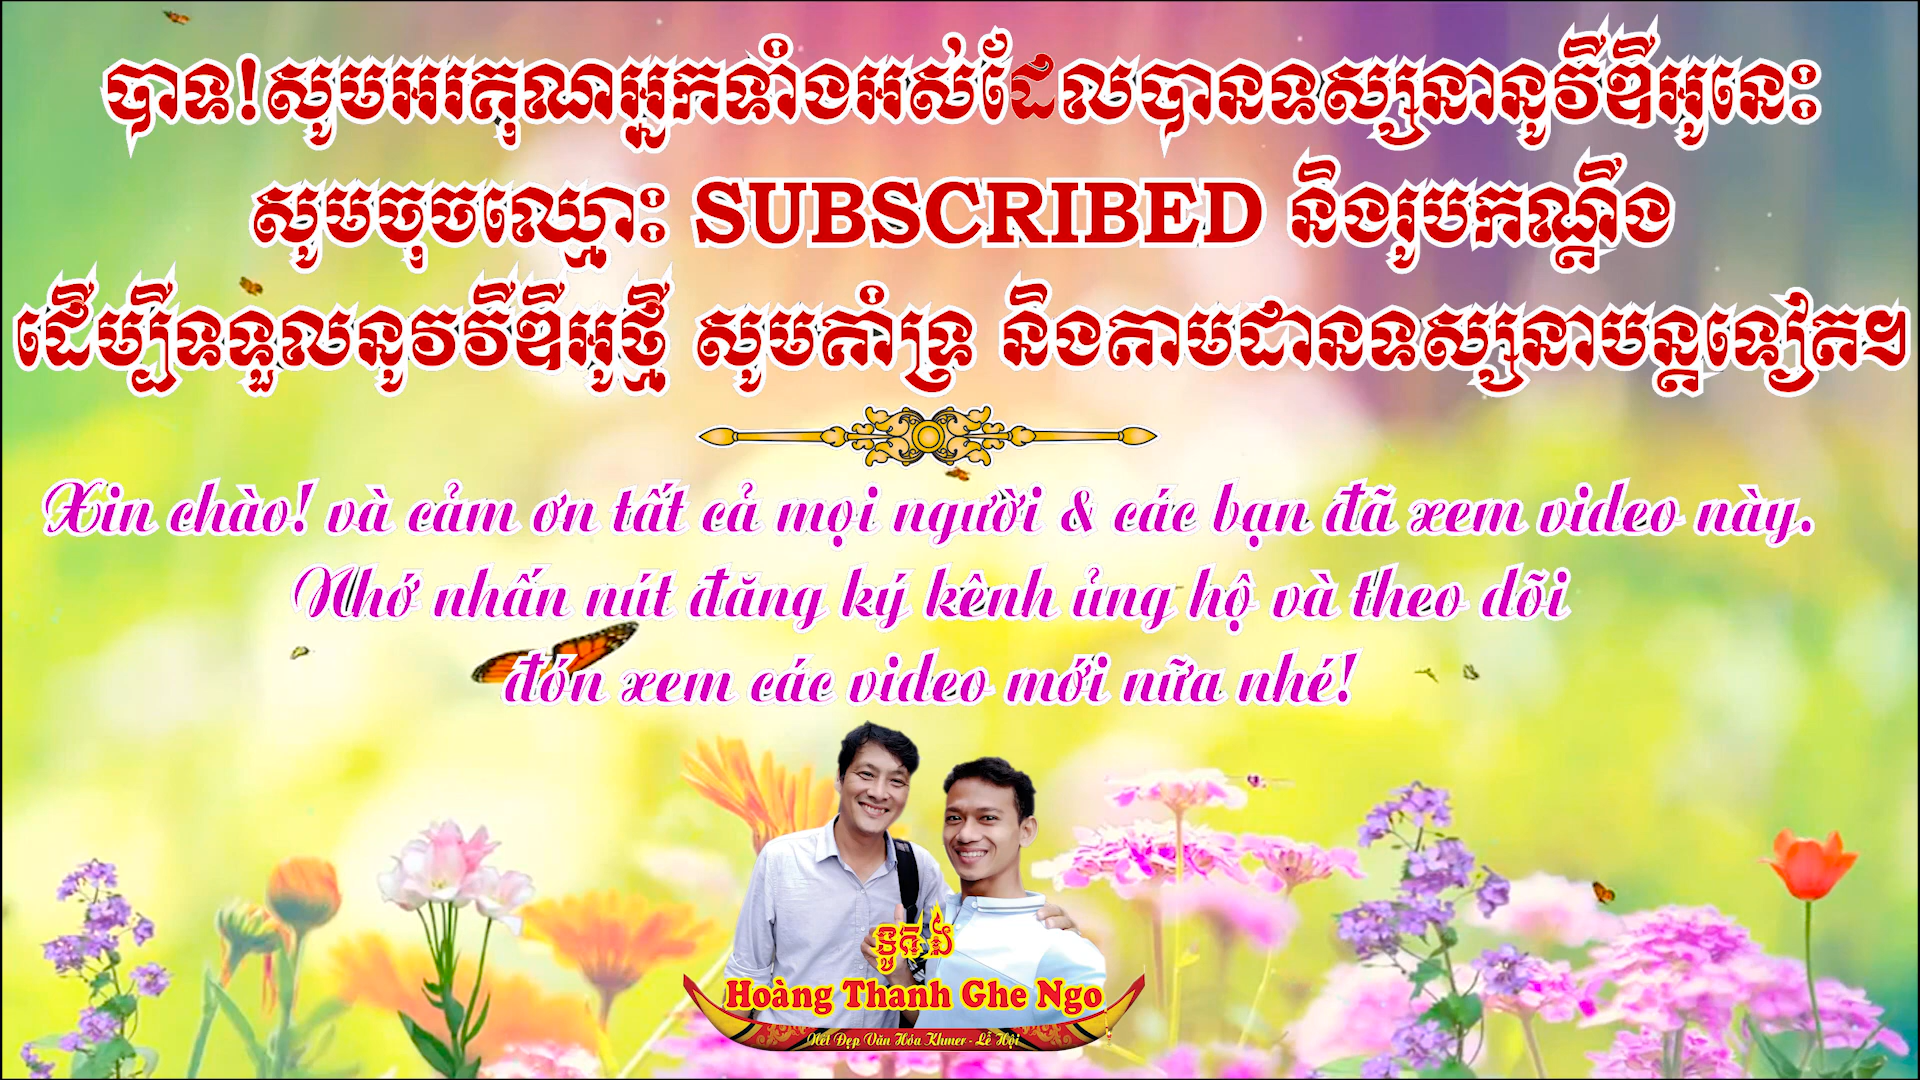 បាទ!សូមអរគុណអ្នកទាំងអស់ដែលបានទស្សនានូវវីឌីអូនេះ
សូមចុចឈ្មោះ SUBSCRIBED និងរូបកណ្ដឹង
ដើម្បីទទួលនូវវីឌីអូថ្មី សូមគាំទ្រ និងតាមដានទស្សនាបន្តទៀត។
Xin chào! và cảm ơn tất cả mọi người & các bạn đã xem video này.
Nhớ nhấn nút đăng ký kênh ủng hộ và theo dõi
đón xem các video mới nữa nhé!
ទូក ង
Hoàng Thanh Ghe Ngo
Nét Đẹp Văn Hóa Khmer - Lễ Hội